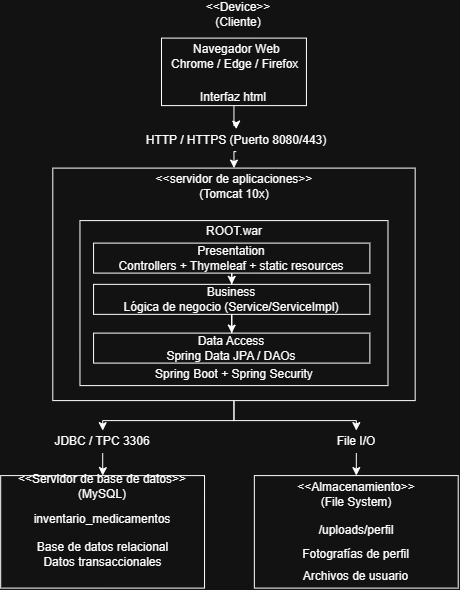 <<Device>>
(Cliente)
Navegador Web
Chrome / Edge / Firefox
Interfaz html
HTTP / HTTPS (Puerto 8080/443)
<<servidor de aplicaciones>>
(Tomcat 10x)
ROOT.war
Presentation
Controllers + Thymeleaf + static resources
Business
Lógica de negocio (Service/ServiceImpl)
Data Access
Spring Data JPA / DAOs
Spring Boot + Spring Security
JDBC / TPC 3306
File I/O
<<Servidor de base de datos>>
(MySQL)
inventario_medicamentos
Base de datos relacional
Datos transaccionales
<<Almacenamiento>>
(File System)
/uploads/perfil
Fotografías de perfil
Archivos de usuario